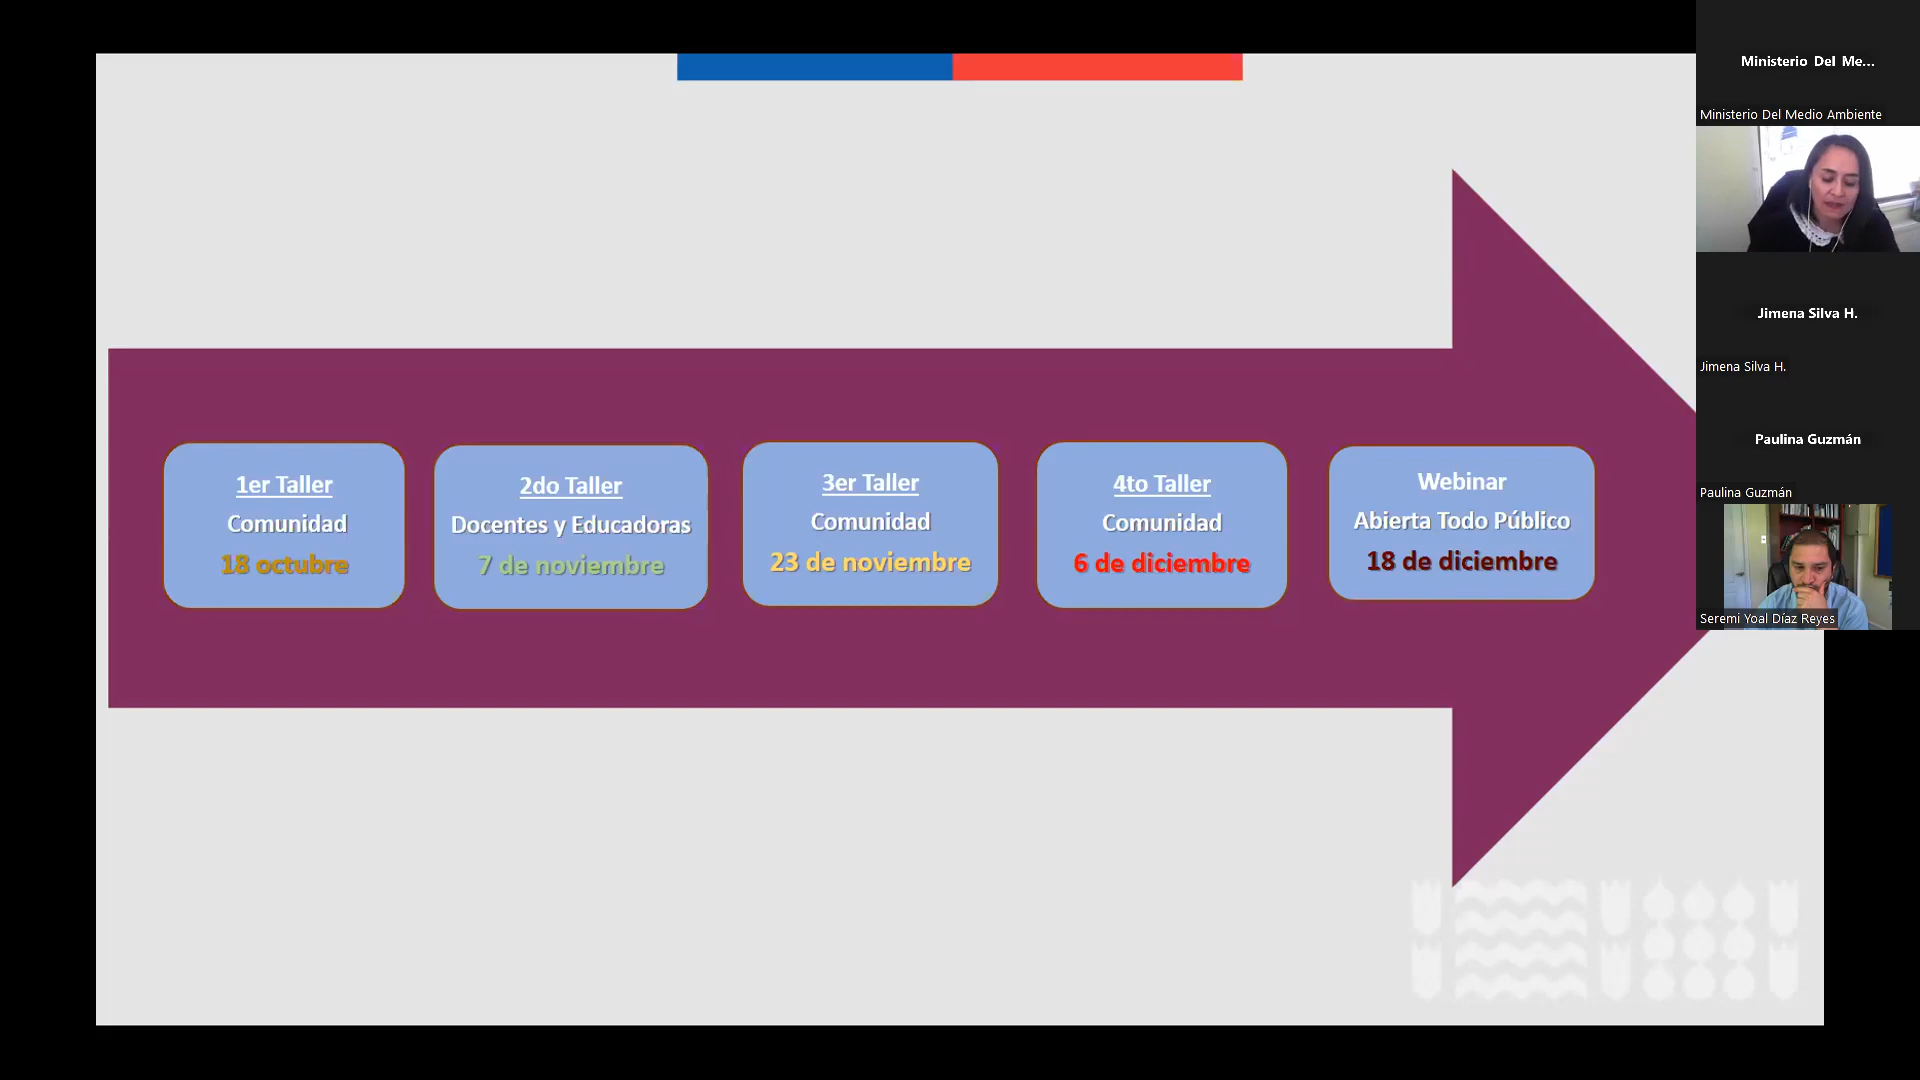 1er Taller
Comunidad
18 octubre
2do Taller
Docentes y Educadoras
7 de noviembre
3er Taller
Comunidad
23 de noviembre
4to Taller
Comunidad
6 de diciembre
Webinar
Abierta Todo Público
18 de diciembre
Ministerio Del Me...
Ministerio Del Medio Ambiente
Jimena Silva H.
Jimena Silva H.
Paulina Guzmán
Paulina Guzmán
Seremi Yoal Díaz Reyes